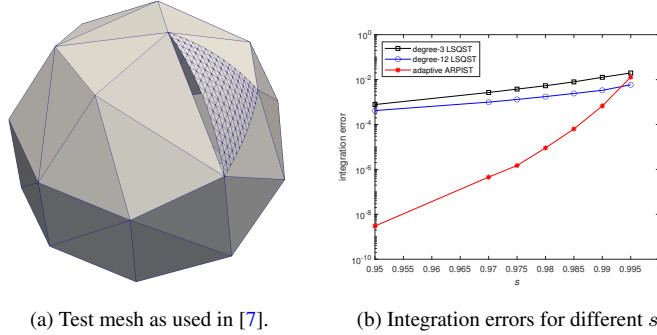 10^0
10^-2
10^-4
10^-6
10^-8
10^-10
integration error
degree-3 LSQST
degree-12 LSQST
adaptive ARPIST
0.95 0.955 0.96 0.965 0.97 0.975 0.98 0.985 0.99 0.995
s
(a) Test mesh as used in [7].
(b) Integration errors for different s